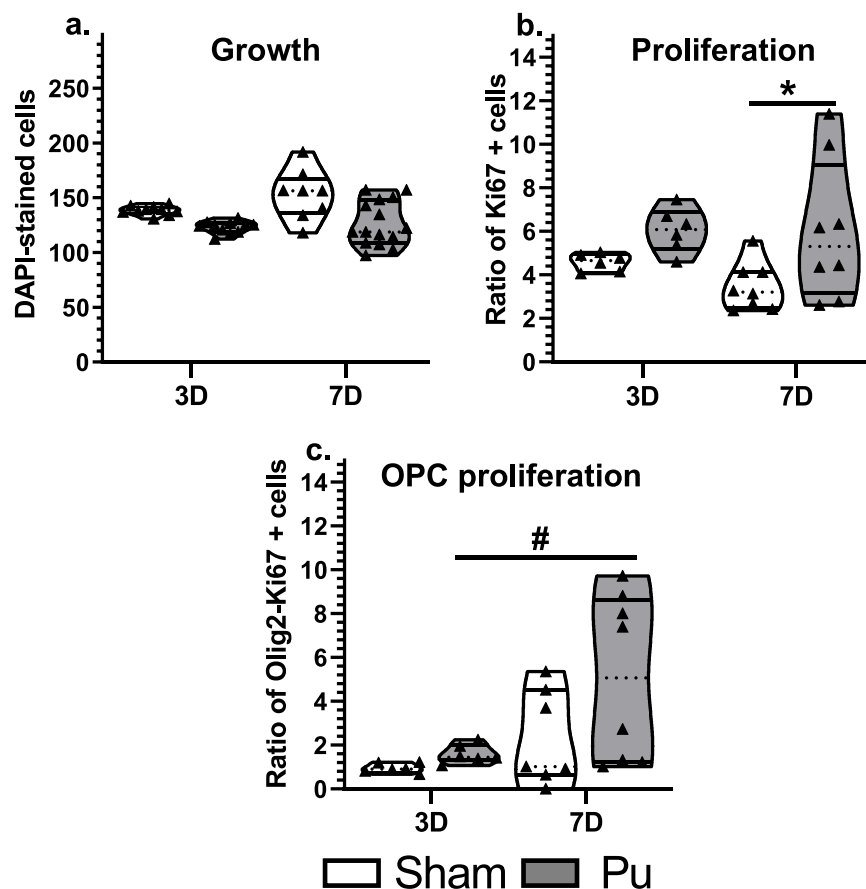 a.
Growth
DAPI-stained cells
250
200
150
100
50
0
3D
7D
b.
Proliferation
Ratio of Ki67 + cells
14
12
10
8
6
4
2
0
*
3D
7D
c.
OPC proliferation
Ratio of Olig2-Ki67 + cells
14
12
10
8
6
4
2
0
#
3D
7D
Sham
Pu